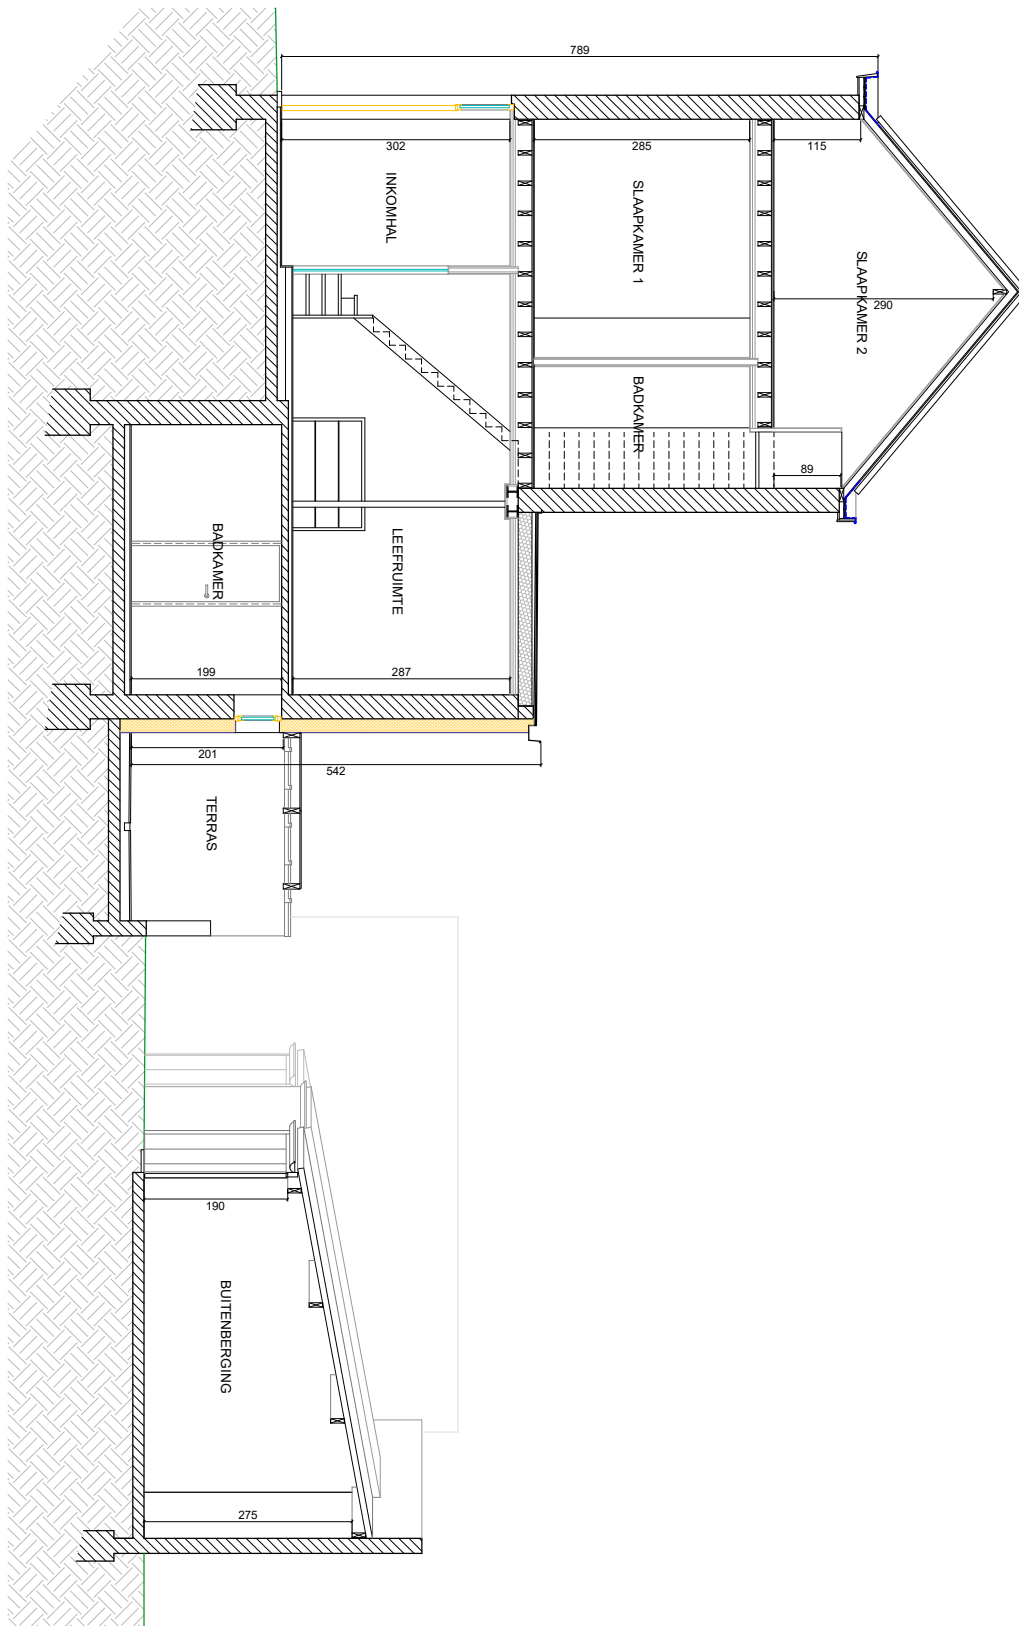 789
302
285
115
INKOMHAL
SLAAPKAMER 1
SLAAPKAMER 2
290
BADKAMER
89
BADKAMER
LEEFRUIMTE
199
287
201
542
TERRAS
190
BUITENBERGING
275